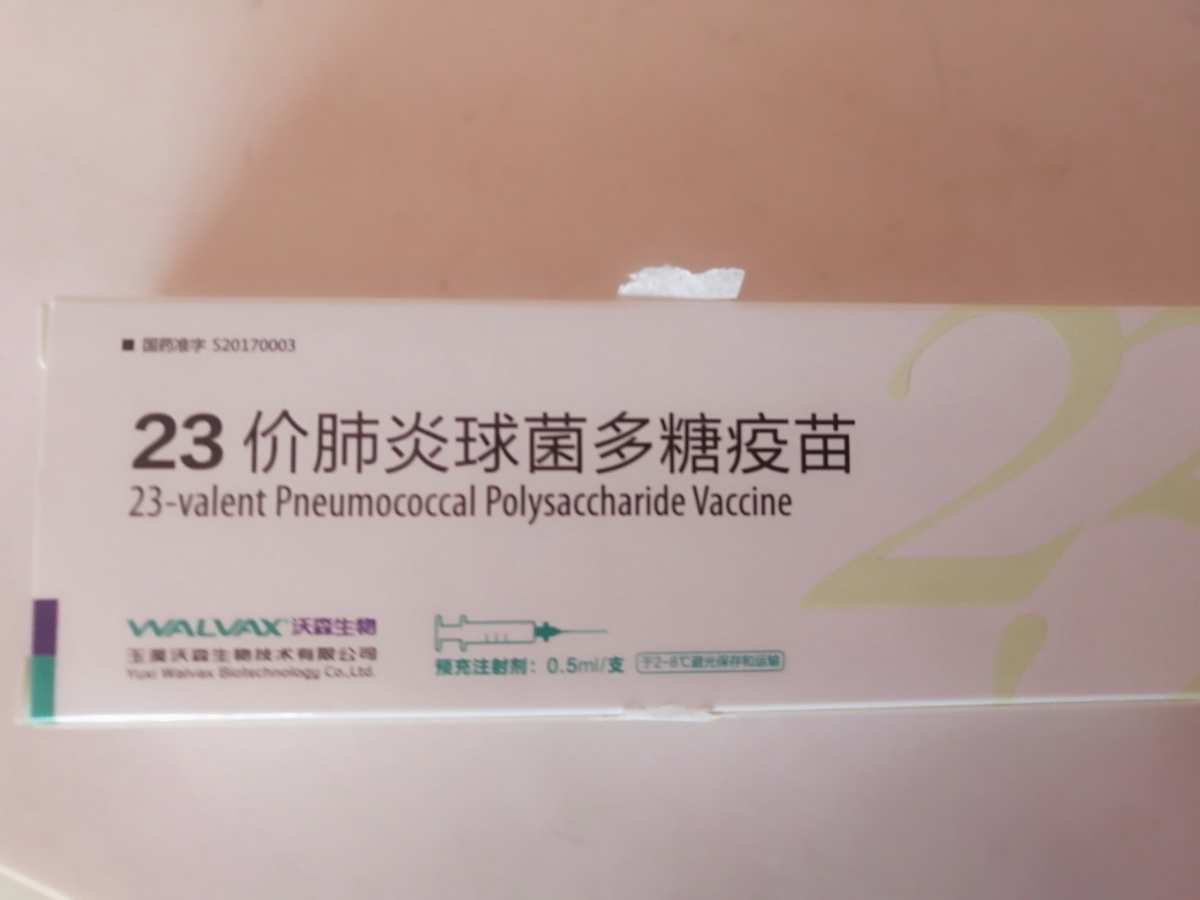 ■ 国药准字 S20170003
23 价肺炎球菌多糖疫苗
23-valent Pneumococcal Polysaccharide Vaccine
WALVAX 沃森生物
玉溪沃森生物技术有限公司
Yuxi Walvax Biotechnology Co.,Ltd.
预充注射剂：0.5ml/支
于2-8℃避光保存和运输
23